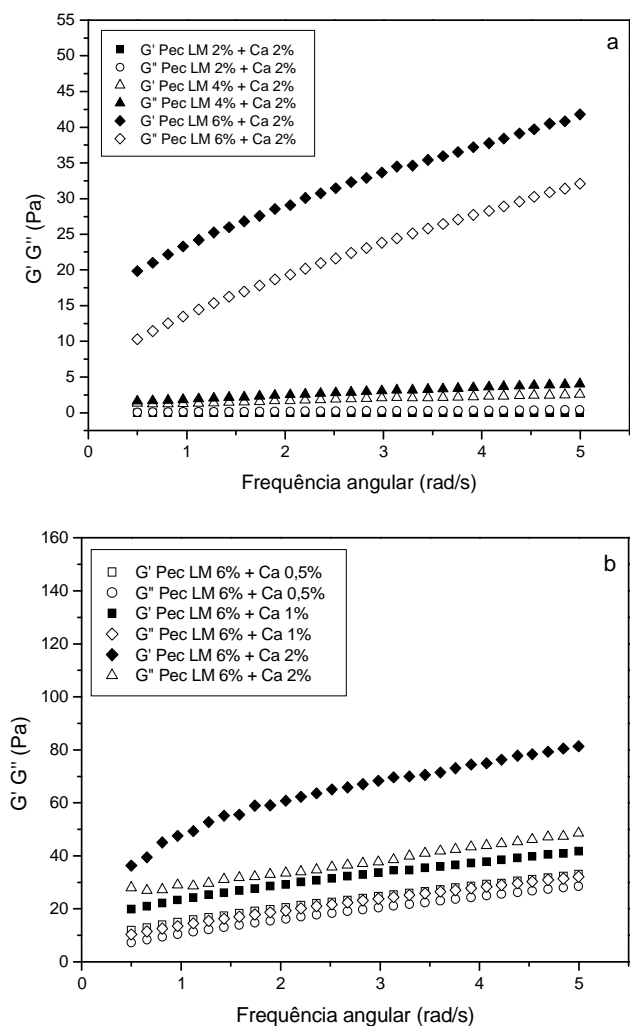 a
G' Pec LM 2% + Ca 2%
G" Pec LM 2% + Ca 2%
G' Pec LM 4% + Ca 2%
G" Pec LM 4% + Ca 2%
G' Pec LM 6% + Ca 2%
G" Pec LM 6% + Ca 2%
55
50
45
40
35
30
25
20
15
10
5
0
G' G" (Pa)
0 1 2 3 4 5
Frequência angular (rad/s)
b
G' Pec LM 6% + Ca 0,5%
G" Pec LM 6% + Ca 0,5%
G' Pec LM 6% + Ca 1%
G" Pec LM 6% + Ca 1%
G' Pec LM 6% + Ca 2%
G" Pec LM 6% + Ca 2%
160
140
120
100
80
60
40
20
0
G' G" (Pa)
0 1 2 3 4 5
Frequência angular (rad/s)